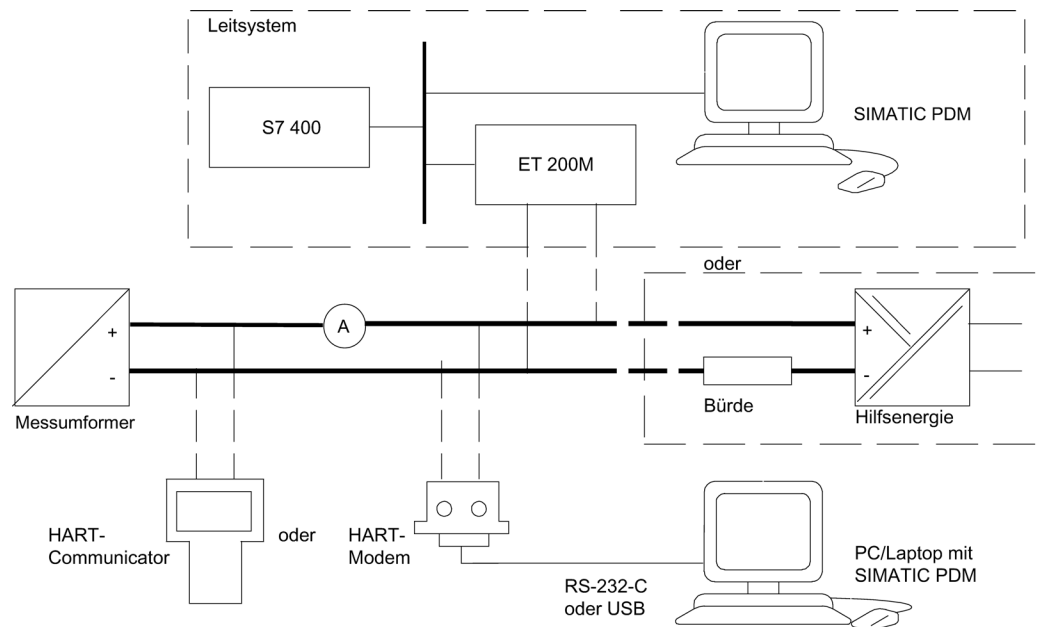 Leitsystem
S7 400
ET 200M
SIMATIC PDM
oder
+
-
A
+
-
Messumformer
Bürde
Hilfsenergie
HART-
Communicator
oder
HART-
Modem
RS-232-C
oder USB
PC/Laptop mit
SIMATIC PDM